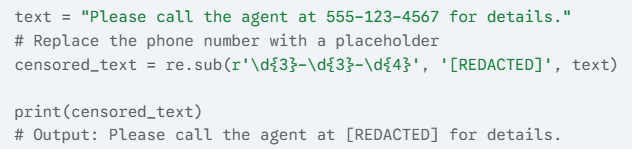 text = "Please call the agent at 555-123-4567 for details."
# Replace the phone number with a placeholder
censored_text = re.sub(r'\d{3}-\d{3}-\d{4}', '[REDACTED]', text)
print(censored_text)
# Output: Please call the agent at [REDACTED] for details.